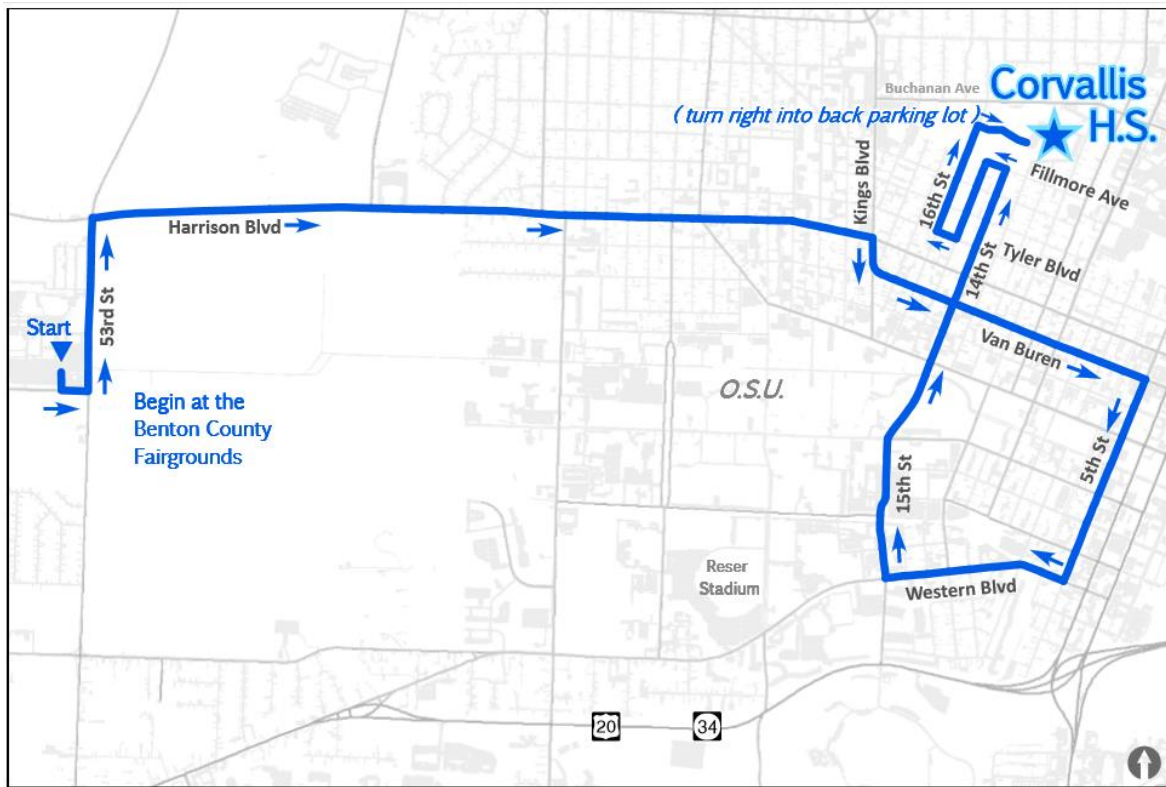 Buchanan Ave
Corvallis
H.S.
( turn right into back parking lot )
Kings Blvd
16th St
Fillmore Ave
Harrison Blvd
Tyler Blvd
14th St
53rd St
Start
Van Buren
O.S.U.
Begin at the
Benton County
Fairgrounds
5th St
15th St
Reser
Stadium
Western Blvd
20
34